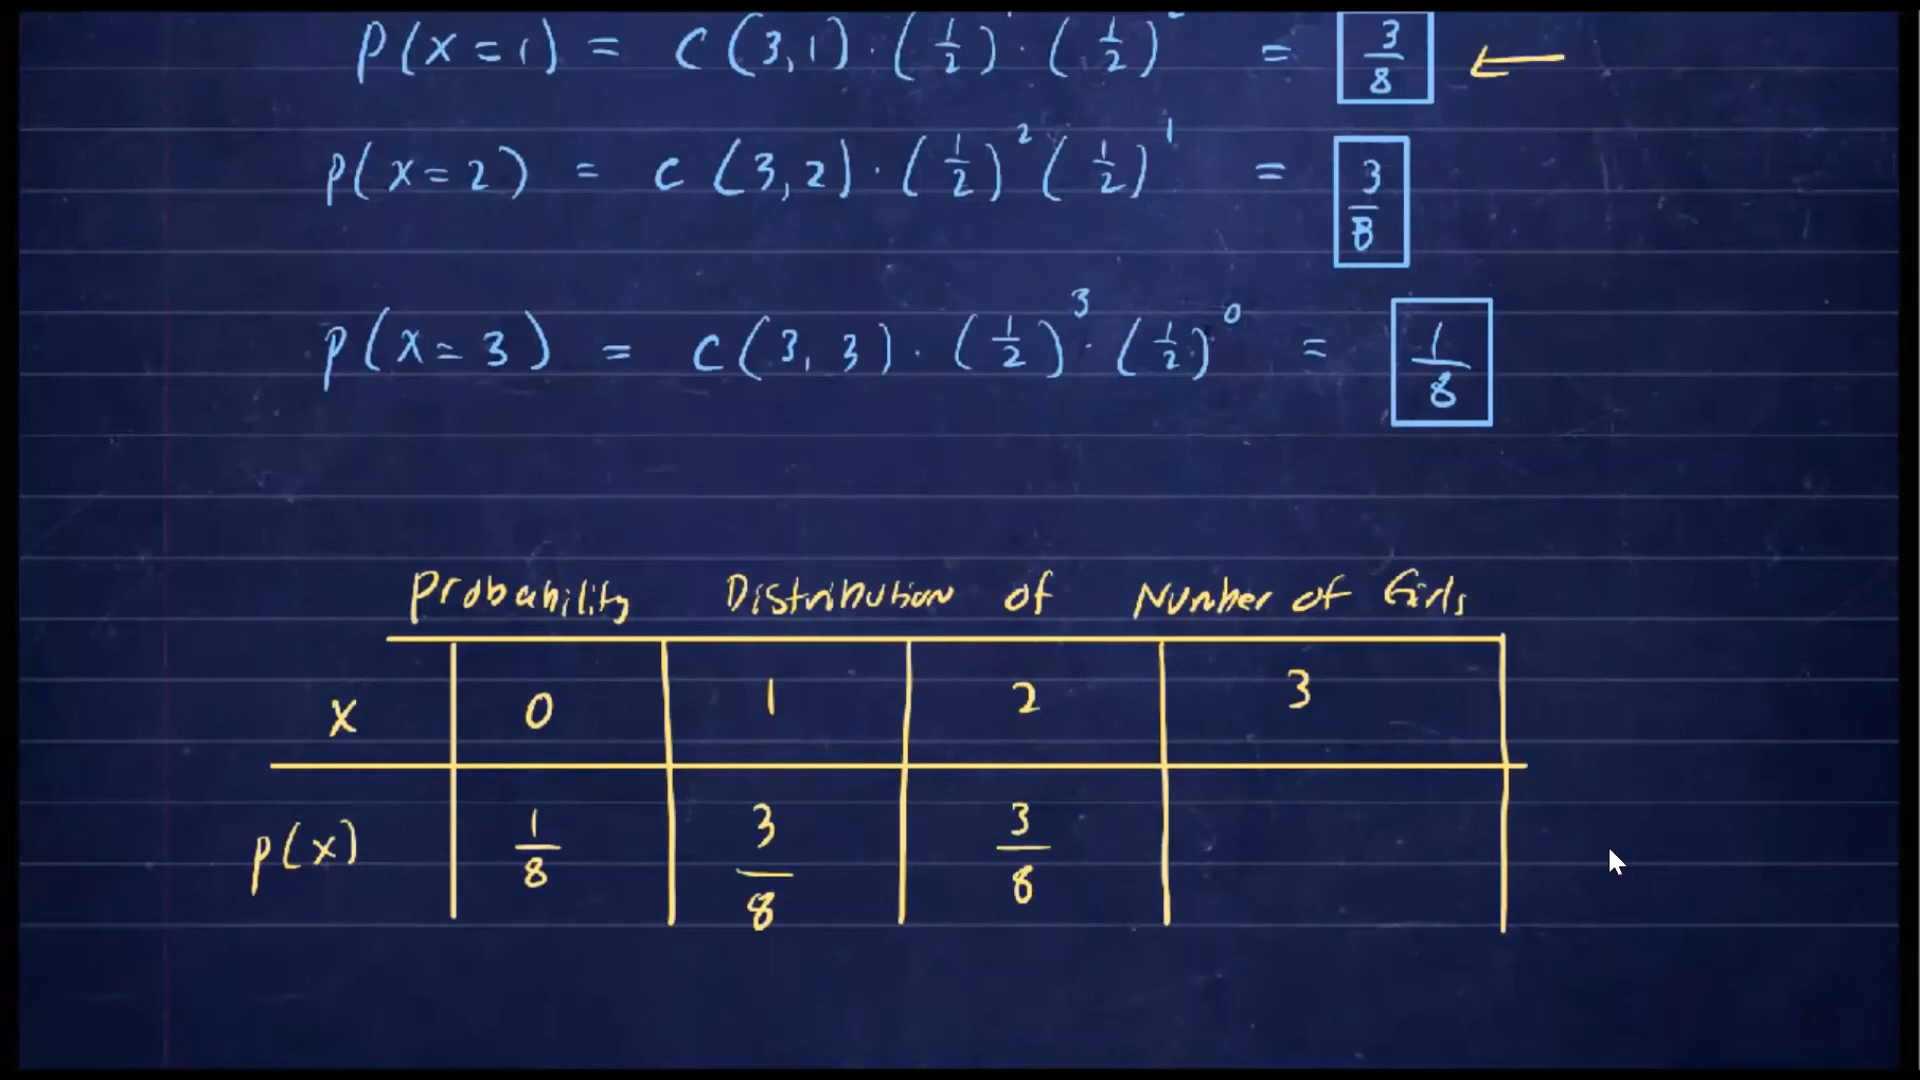 P(x=1) = C(3,1)·(1/2)·(1/2) = 3/8 ←
P(x=2) = C(3,2)·(1/2)²(1/2)¹ = 3/8
P(x=3) = C(3,3)·(1/2)³·(1/2)⁰ = 1/8
Probability Distribution of Number of Girls
x 0 1 2 3
P(x) 1/8 3/8 3/8